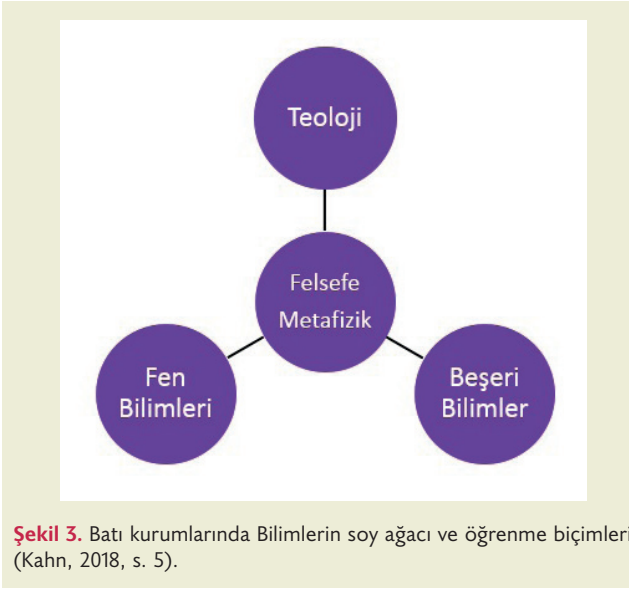 Teoloji
Felsefe
Metafizik
Fen
Bilimleri
Beşeri
Bilimler
Şekil 3. Batı kurumlarında Bilimlerin soy ağacı ve öğrenme biçimleri
(Kahn, 2018, s. 5).